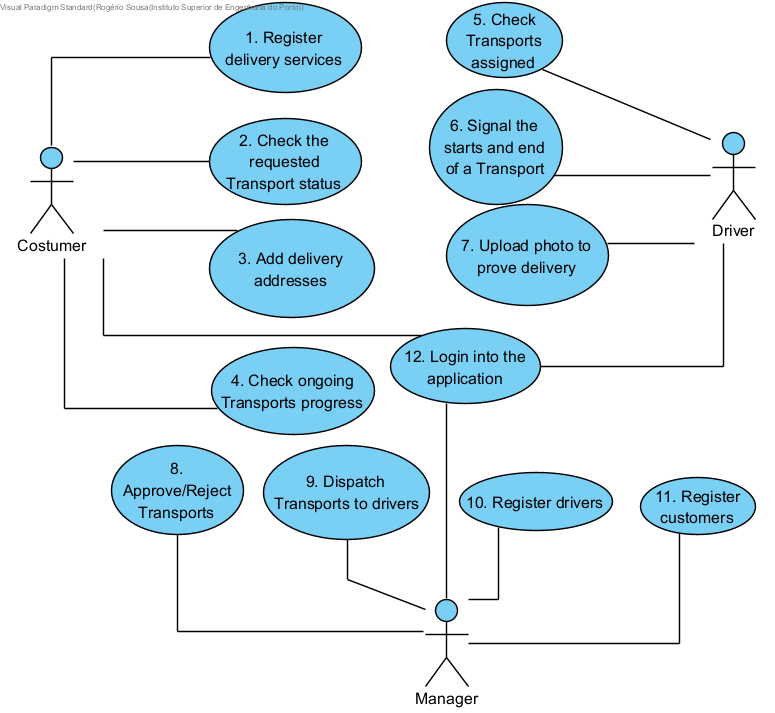 Visual Paradigm Standard(Rogério Sousa(Instituto Superior de Engenharia do Porto))
1. Register
delivery services
5. Check
Transports
assigned
2. Check the
requested
Transport status
6. Signal the
starts and end
of a Transport
Costumer
Driver
3. Add delivery
addresses
7. Upload photo to
prove delivery
12. Login into the
application
4. Check ongoing
Transports progress
8.
Approve/Reject
Transports
9. Dispatch
Transports to drivers
10. Register drivers
11. Register
customers
Manager